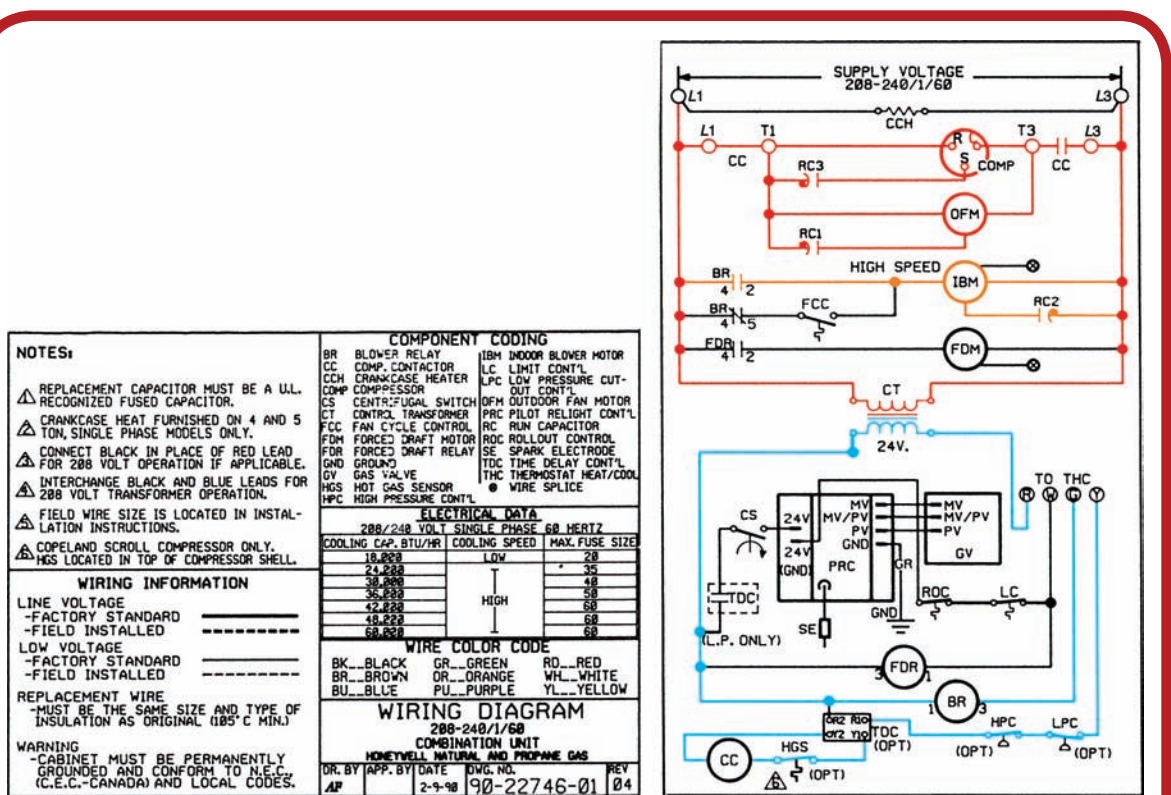 NOTES:
1 REPLACEMENT CAPACITOR MUST BE A U.L.
RECOGNIZED FUSED CAPACITOR.
2 CRANKCASE HEAT FURNISHED ON 4 AND 5
TON, SINGLE PHASE MODELS ONLY.
3 CONNECT BLACK IN PLACE OF RED LEAD
FOR 208 VOLT OPERATION IF APPLICABLE.
4 INTERCHANGE BLACK AND BLUE LEADS FOR
208 VOLT TRANSFORMER OPERATION.
5 FIELD WIRE SIZE IS LOCATED IN INSTAL-
LATION INSTRUCTIONS.
6 COPELAND SCROLL COMPRESSOR ONLY.
HGS LOCATED IN TOP OF COMPRESSOR SHELL.
WIRING INFORMATION
LINE VOLTAGE
-FACTORY STANDARD
-FIELD INSTALLED
LOW VOLTAGE
-FACTORY STANDARD
-FIELD INSTALLED
REPLACEMENT WIRE
-MUST BE THE SAME SIZE AND TYPE OF
INSULATION AS ORIGINAL (105°C MIN.)
WARNING
-CABINET MUST BE PERMANENTLY
GROUNDED AND CONFORM TO N.E.C.,
(C.E.C.-CANADA) AND LOCAL CODES.
COMPONENT CODING
BR BLOWER RELAY
CC COMP. CONTACTOR
CCH CRANKCASE HEATER
COMP COMPPESSOR
CS CENTRIFUGAL SWITCH
CT CONTROL TRANSFORMER
FCC FAN CYCLE CONTROL
FDM FORCED DRAFT MOTOR
FDR FORCED DRAFT RELAY
GND GROUND
GV GAS VALVE
HGS HOT GAS SENSOR
HPC HIGH PRESSURE CONT'L
IBM INDOOR BLOWER MOTOR
LC LIMIT CONT'L
LPC LOW PRESSURE CUT-
OUT CONT'L
OFM OUTDOOR FAN MOTOR
PRC PILOT RELIGHT CONT'L
RC RUN CAPACITOR
ROC ROLLOUT CONTROL
SE SPARK ELECTRODE
TDC TIME DELAY CONT'L
THC THERMOSTAT HEAT/COOL
WIRE SPLICE
ELECTRICAL DATA
208/240 VOLT SINGLE PHASE 60 HERTZ
COOLING CAP. BTU/HR COOLING SPEED MAX. FUSE SIZE
18,000 LOW 20
24,000 35
30,000 40
36,000 50
HIGH
42,000 60
60
60,000 60
WIRE COLOR CODE
BK__BLACK GR__GREEN RD__RED
BR__BROWN OR__ORANGE WH__WHITE
BU__BLUE PU__PURPLE YL__YELLOW
WIRING DIAGRAM
208-240/1/60
COMBINATION UNIT
HONEYWELL NATURAL AND PROPANE GAS
DR. BY APP. BY DATE DWG. NO. REV
AP 2-9-90 90-22746-01 04
SUPPLY VOLTAGE
208-240/1/60
L1 L3
CCH
L1 T1 R C T3 L3
CC S COMP CC
RC3
OFM
RC1
HIGH SPEED
BR 4 2 IBM
BR 4 5 FCC RC2
FDR 4 2 FDM
CT
24V.
TO THC
R W G Y
CS 24V MV MV
MV/PV MV/PV
PV PV
24V GND GV
(GND) PRC GR
TDC ROC LC
GND
(L.P. ONLY) SE
3 FDR 1
1 BR 3
R2 R1 TDC HPC LPC
Y2 Y1 (OPT) (OPT) (OPT)
CC HGS
6 (OPT)